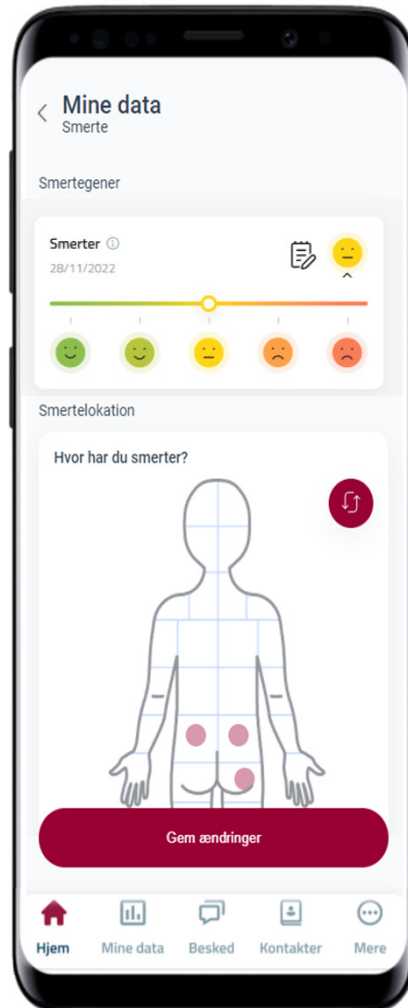 Mine data
Smerte
Smertegener
Smerter
28/11/2022
Smertelokation
Hvor har du smerter?
Gem ændringer
Hjem
Mine data
Besked
Kontakter
Mere